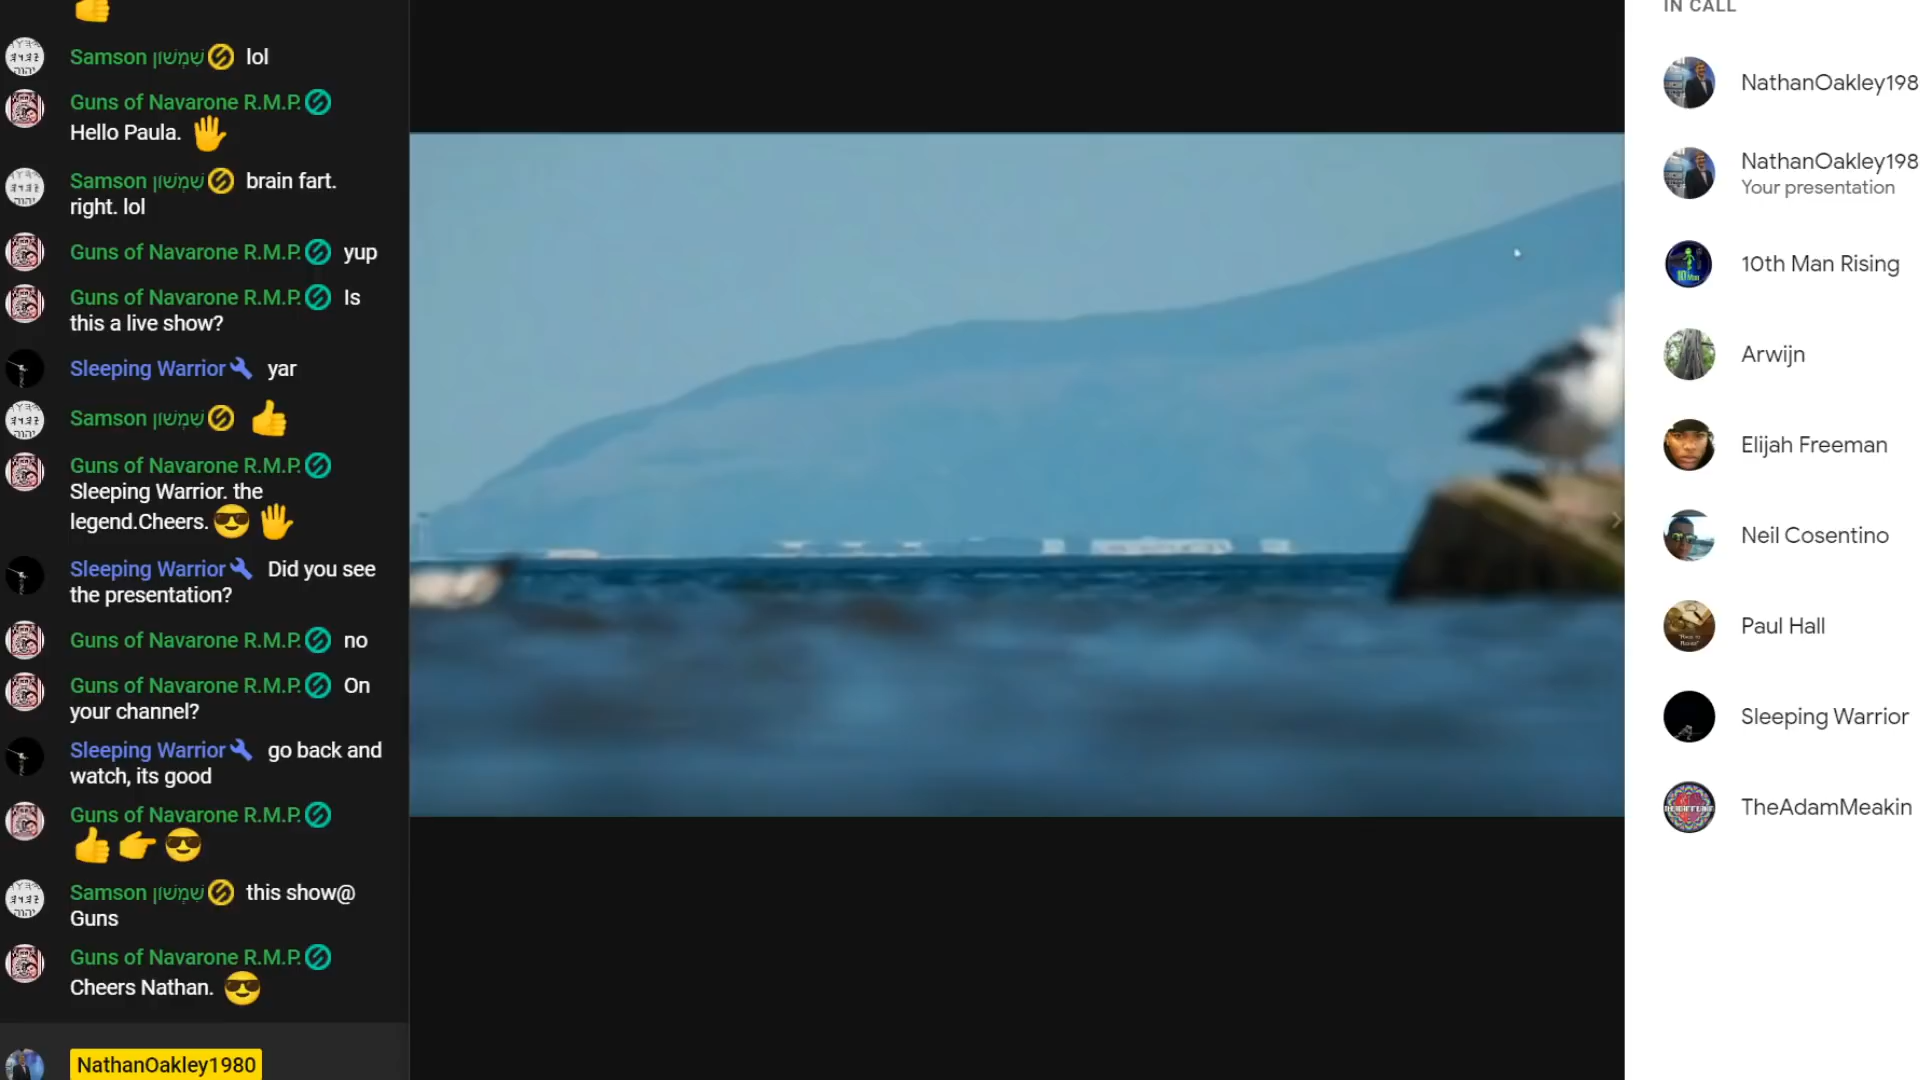 Samson שִׁמְשׁוֹן lol
Guns of Navarone R.M.P.
Hello Paula.
Samson שִׁמְשׁוֹן brain fart.
right. lol
Guns of Navarone R.M.P. yup
Guns of Navarone R.M.P. Is
this a live show?
Sleeping Warrior yar
Samson שִׁמְשׁוֹן
Guns of Navarone R.M.P.
Sleeping Warrior. the
legend.Cheers.
Sleeping Warrior Did you see
the presentation?
Guns of Navarone R.M.P. no
Guns of Navarone R.M.P. On
your channel?
Sleeping Warrior go back and
watch, its good
Guns of Navarone R.M.P.
Samson שִׁמְשׁוֹן this show@
Guns
Guns of Navarone R.M.P.
Cheers Nathan.
NathanOakley1980
IN CALL
NathanOakley198
NathanOakley198
Your presentation
10th Man Rising
Arwijn
Elijah Freeman
Neil Cosentino
Paul Hall
Sleeping Warrior
TheAdamMeakin